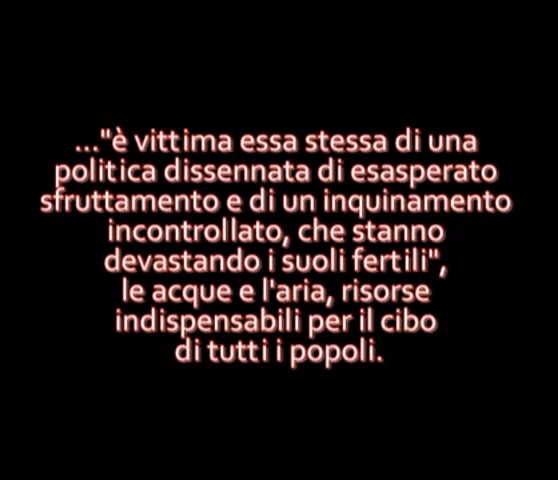 ..."è vittima essa stessa di una
politica dissennata di esasperato
sfruttamento e di un inquinamento
incontrollato, che stanno
devastando i suoli fertili",
le acque e l'aria, risorse
indispensabili per il cibo
di tutti i popoli.